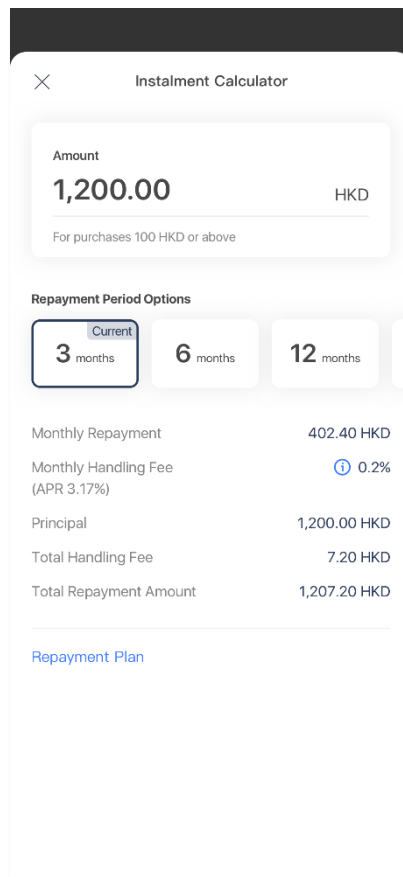 Instalment Calculator
Amount
1,200.00 HKD
For purchases 100 HKD or above
Repayment Period Options
Current
3 months 6 months 12 months
Monthly Repayment 402.40 HKD
Monthly Handling Fee 0.2%
(APR 3.17%)
Principal 1,200.00 HKD
Total Handling Fee 7.20 HKD
Total Repayment Amount 1,207.20 HKD
Repayment Plan